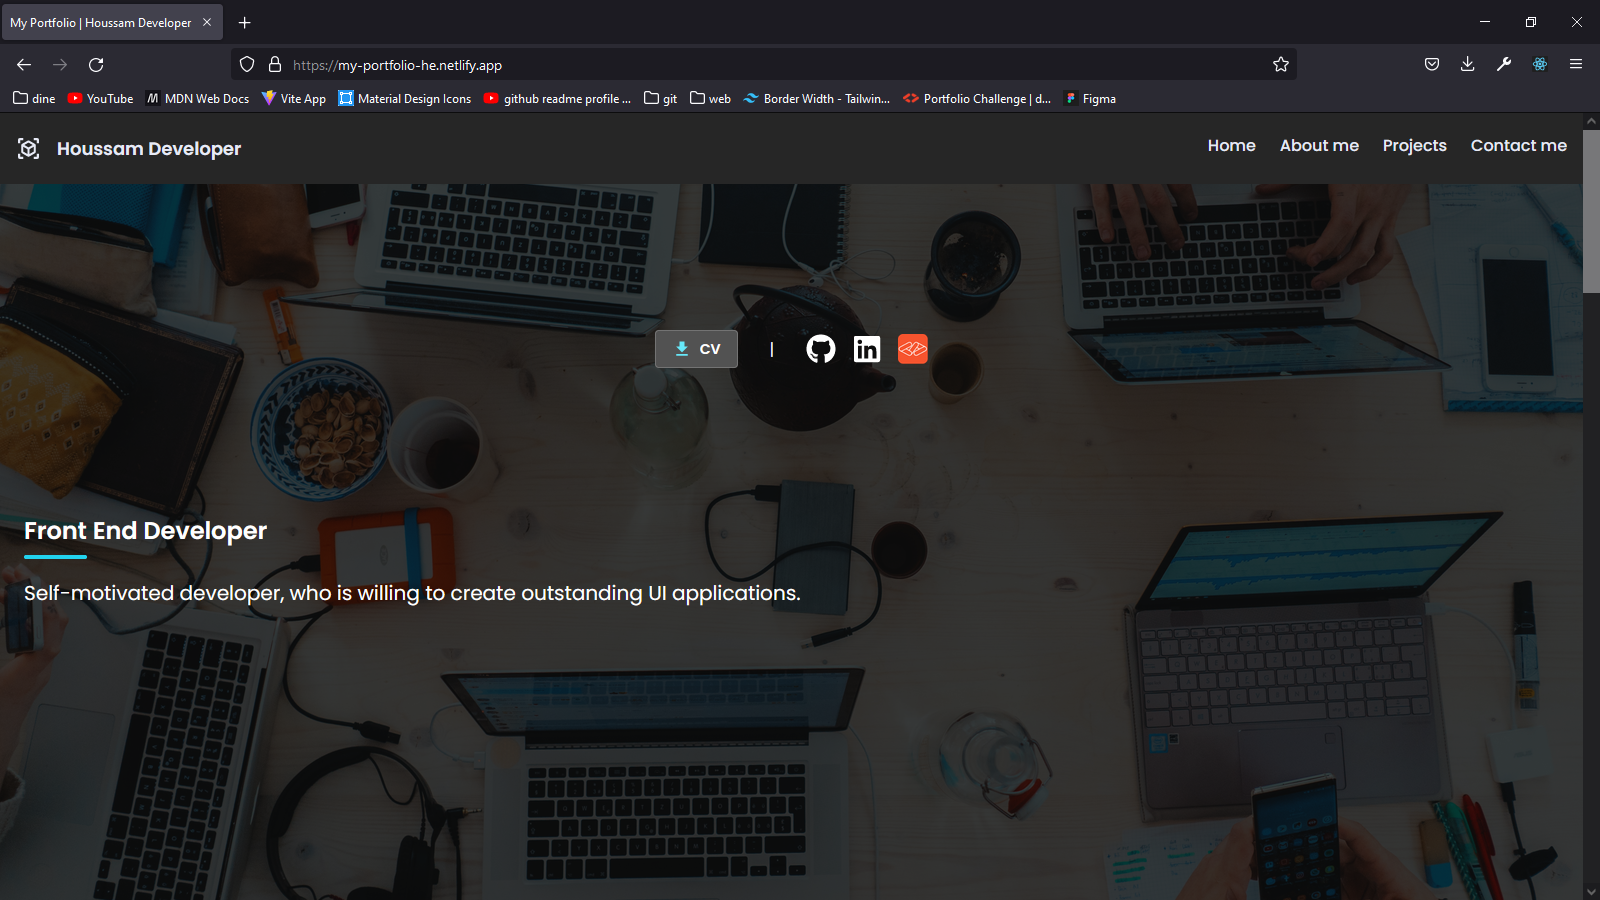 My Portfolio | Houssam Developer
https://my-portfolio-he.netlify.app
dine
YouTube
MDN Web Docs
Vite App
Material Design Icons
github readme profile ...
git
web
Border Width - Tailwin...
Portfolio Challenge | d...
Figma
Houssam Developer
Home
About me
Projects
Contact me
CV
|
Front End Developer
Self-motivated developer, who is willing to create outstanding UI applications.